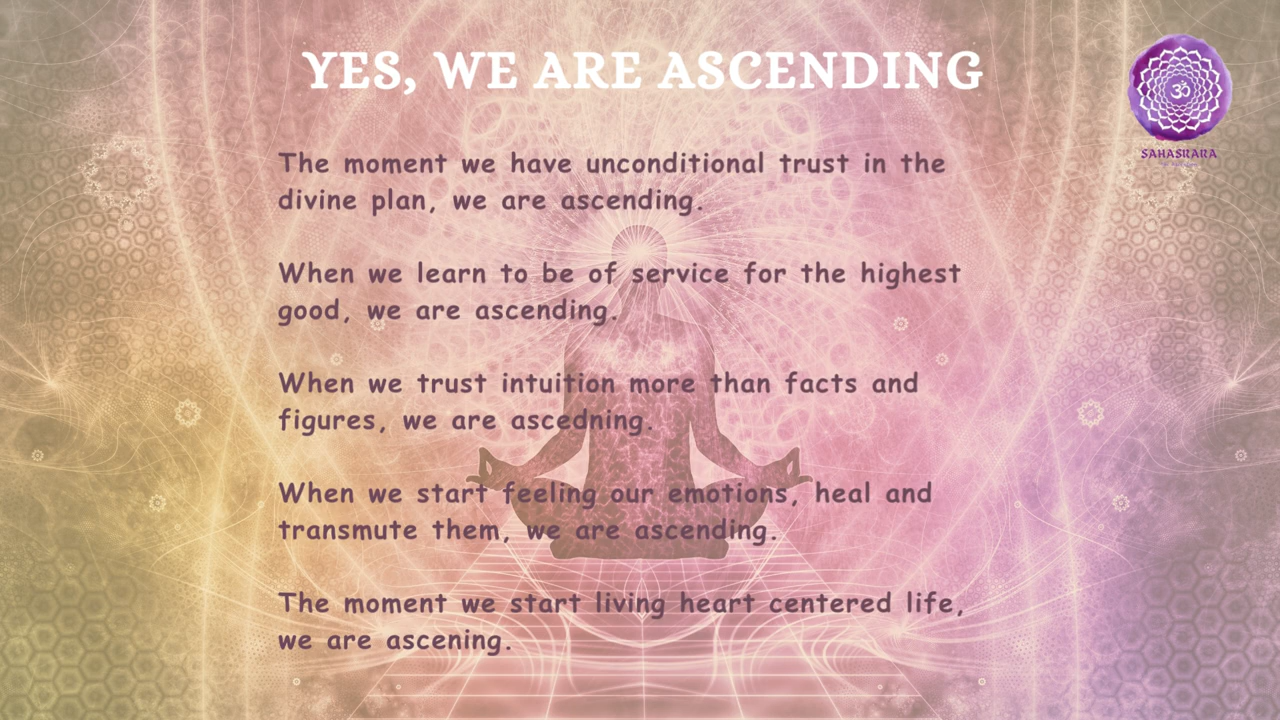 YES, WE ARE ASCENDING
ॐ
SAHASRARA
The moment we have unconditional trust in the
divine plan, we are ascending.
When we learn to be of service for the highest
good, we are ascending.
When we trust intuition more than facts and
figures, we are ascedning.
When we start feeling our emotions, heal and
transmute them, we are ascending.
The moment we start living heart centered life,
we are ascening.